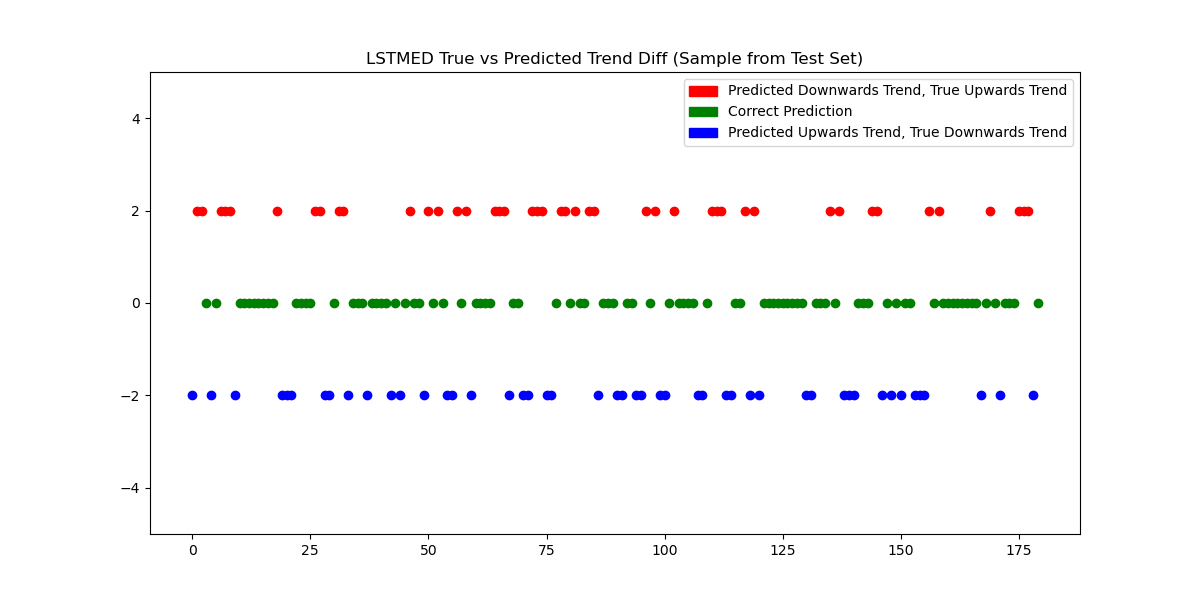 LSTMED True vs Predicted Trend Diff (Sample from Test Set)
Predicted Downwards Trend, True Upwards Trend
Correct Prediction
Predicted Upwards Trend, True Downwards Trend
4
2
0
−2
−4
0 25 50 75 100 125 150 175